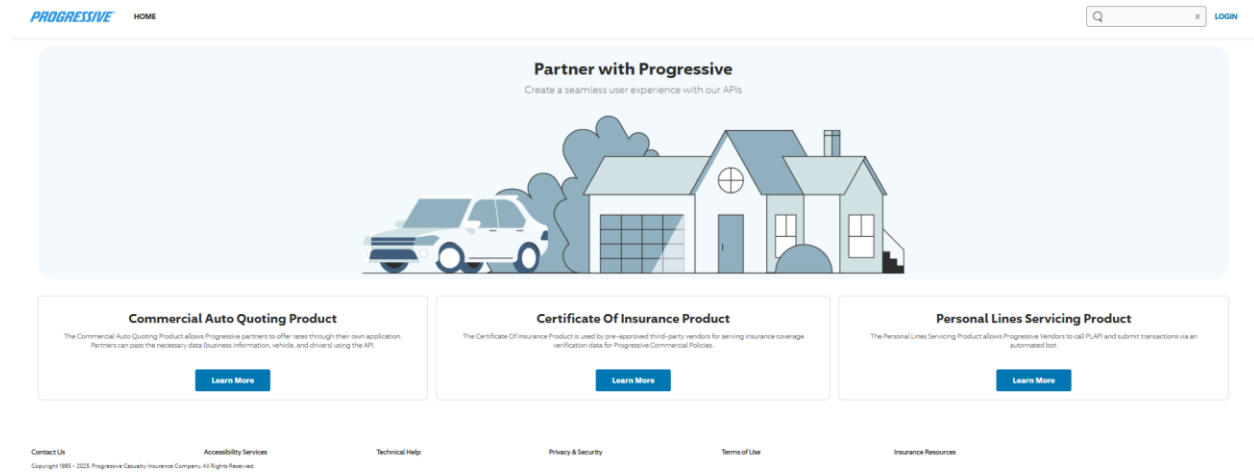 PROGRESSIVE
HOME
x
LOGIN
Partner with Progressive
Create a seamless user experience with our APIs
Commercial Auto Quoting Product
The Commercial Auto Quoting Product allows Progressive partners to offer rates through their own application.
Partners can pass the necessary data (business information, vehicle, and drivers) using the API.
Learn More
Certificate Of Insurance Product
The Certificate Of Insurance Product is used by pre-approved third-party vendors for serving insurance coverage
verification data for Progressive Commercial Policies.
Learn More
Personal Lines Servicing Product
The Personal Lines Servicing Product allows Progressive Vendors to call PLAPI and submit transactions via an
automated bot.
Learn More
Contact Us
Accessibility Services
Technical Help
Privacy & Security
Terms of Use
Insurance Resources
Copyright 1995 - 2025. Progressive Casualty Insurance Company. All Rights Reserved.